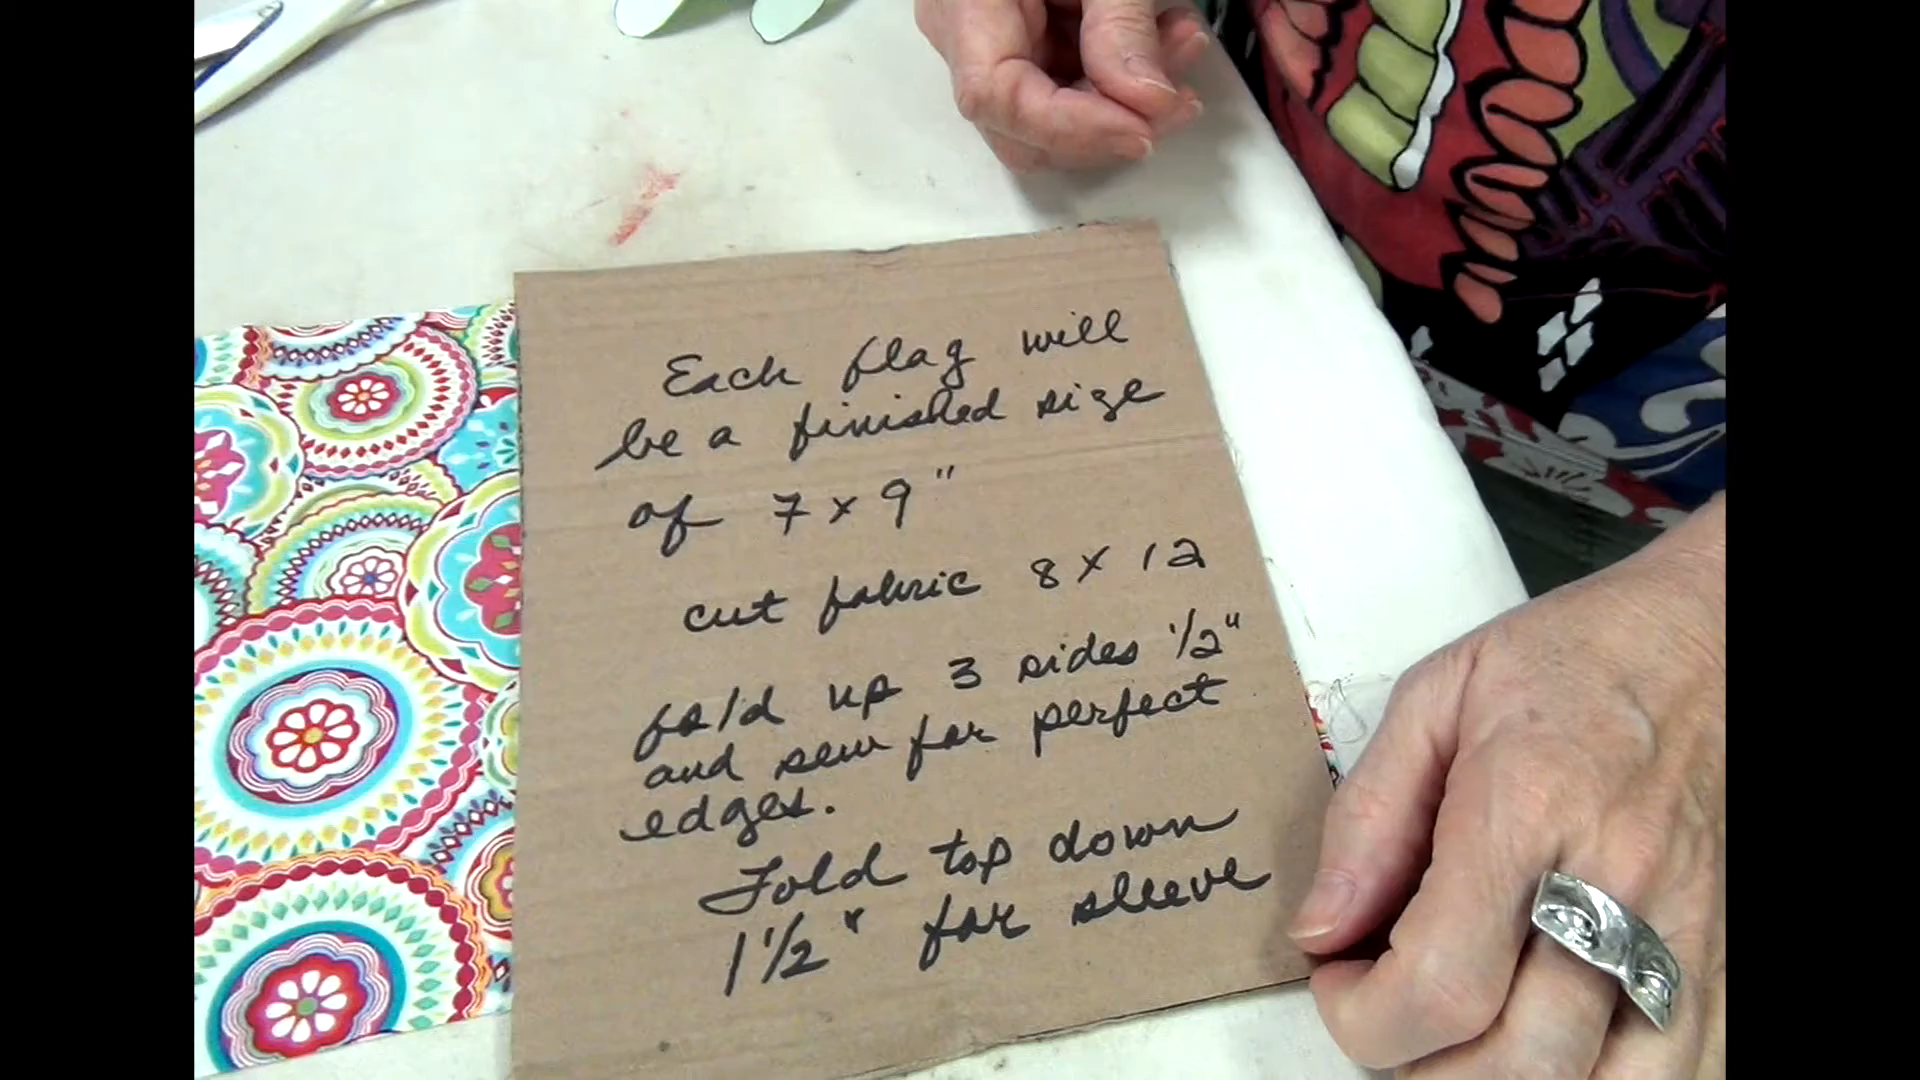 Each flag will
be a finished size
of 7 x 9"
cut fabric 8 x 12
fold up 3 sides 1/2"
and sew for perfect
edges.
Fold top down
1 1/2" for sleeve